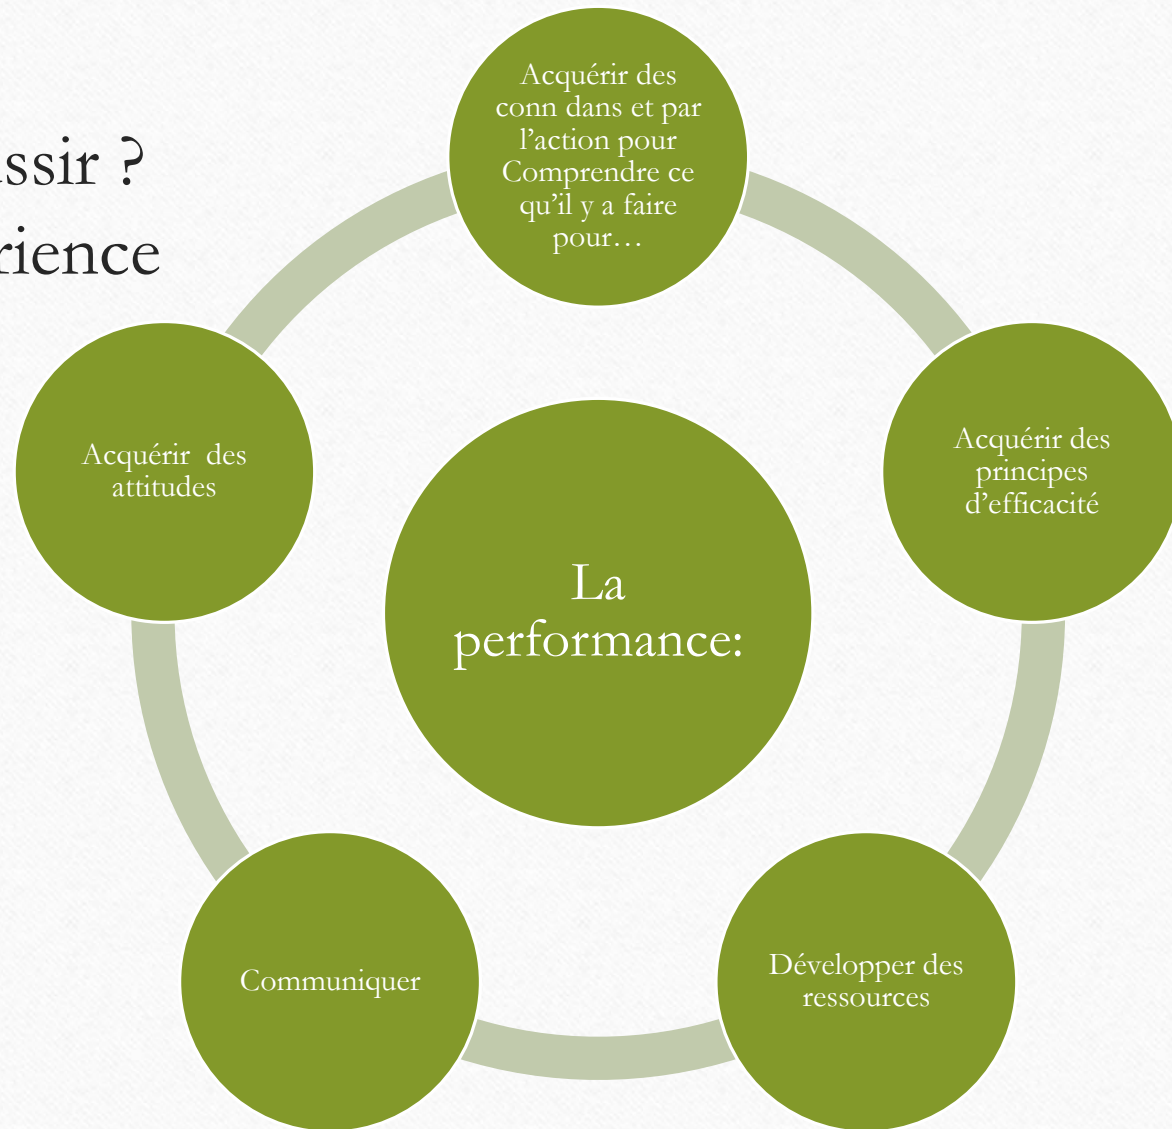 ssir ?
rience
Acquérir des
conn dans et par
l’action pour
Comprendre ce
qu’il y a faire
pour…
Acquérir des
principes
d’efficacité
Développer des
ressources
Communiquer
Acquérir des
attitudes
La
performance: